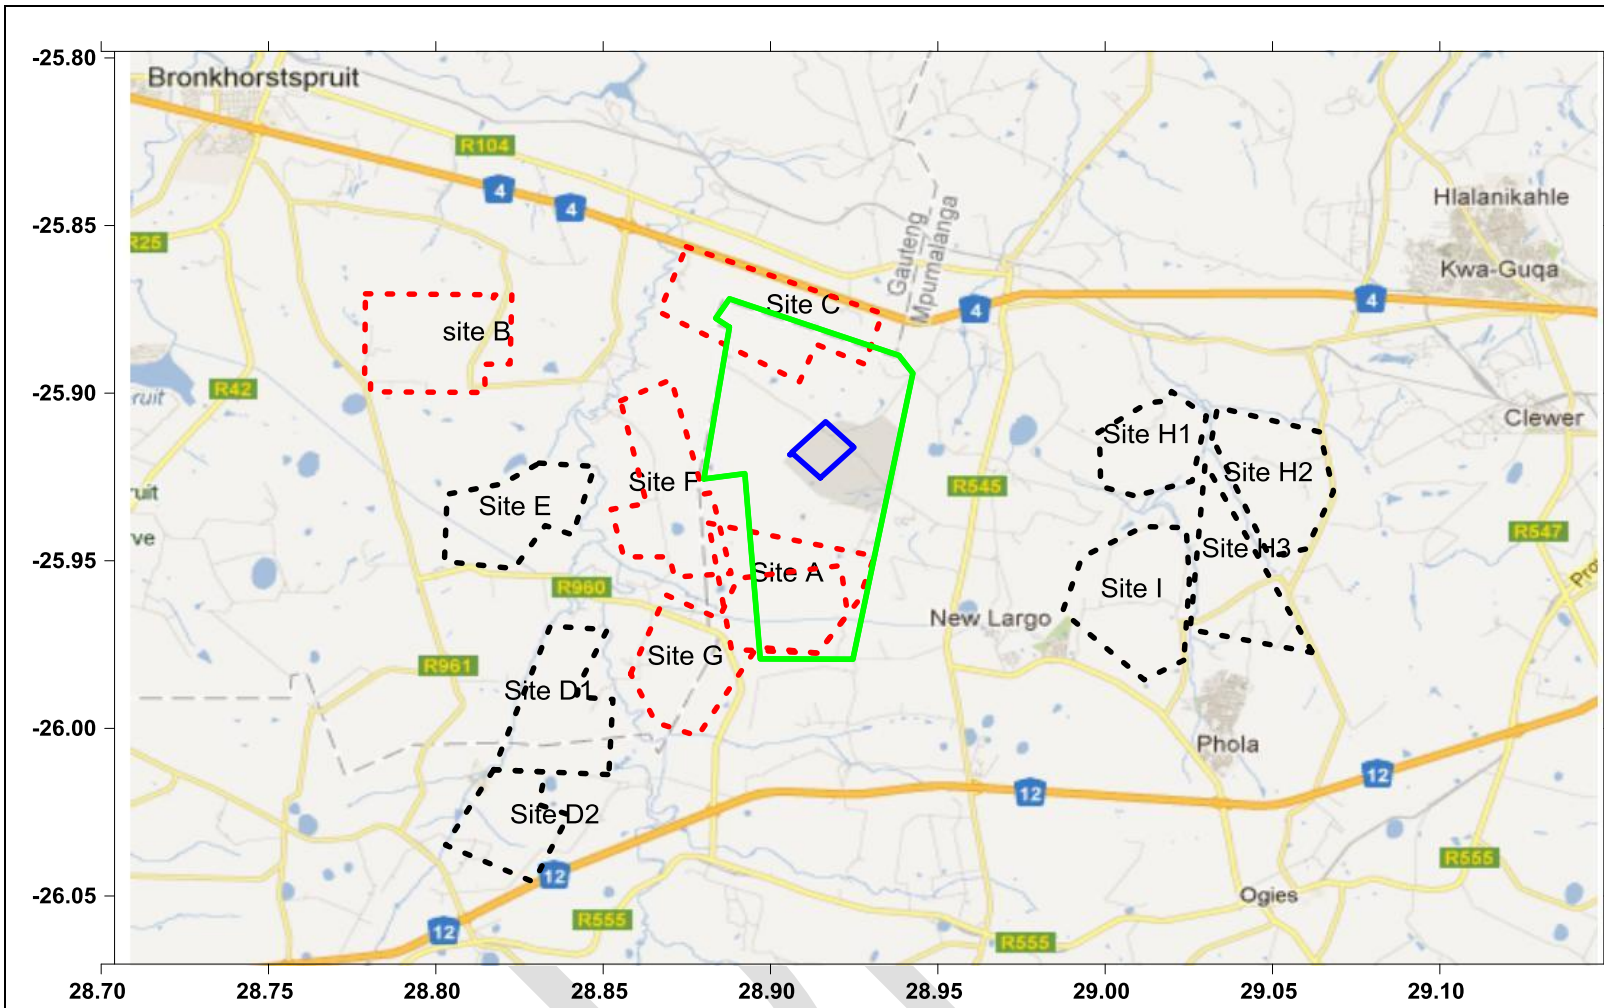 -25.80
Bronkhorstspruit
R104
4
4
Hlalanikahle
-25.85
R25
Gauteng
Mpumalanga
Kwa-Guqa
4
4
Site C
site B
-25.90
R42
ruit
Clewer
Site H1
Site H2
Site F
R545
ruit
Site E
R547
ve
Site H3
-25.95
Site A
Pro
R960
Site I
New Largo
Site G
R961
Site D1
-26.00
Phola
12
12
Site D2
R555
12
-26.05
Ogies
R555
12
R555
28.70
28.75
28.80
28.85
28.90
28.95
29.00
29.05
29.10